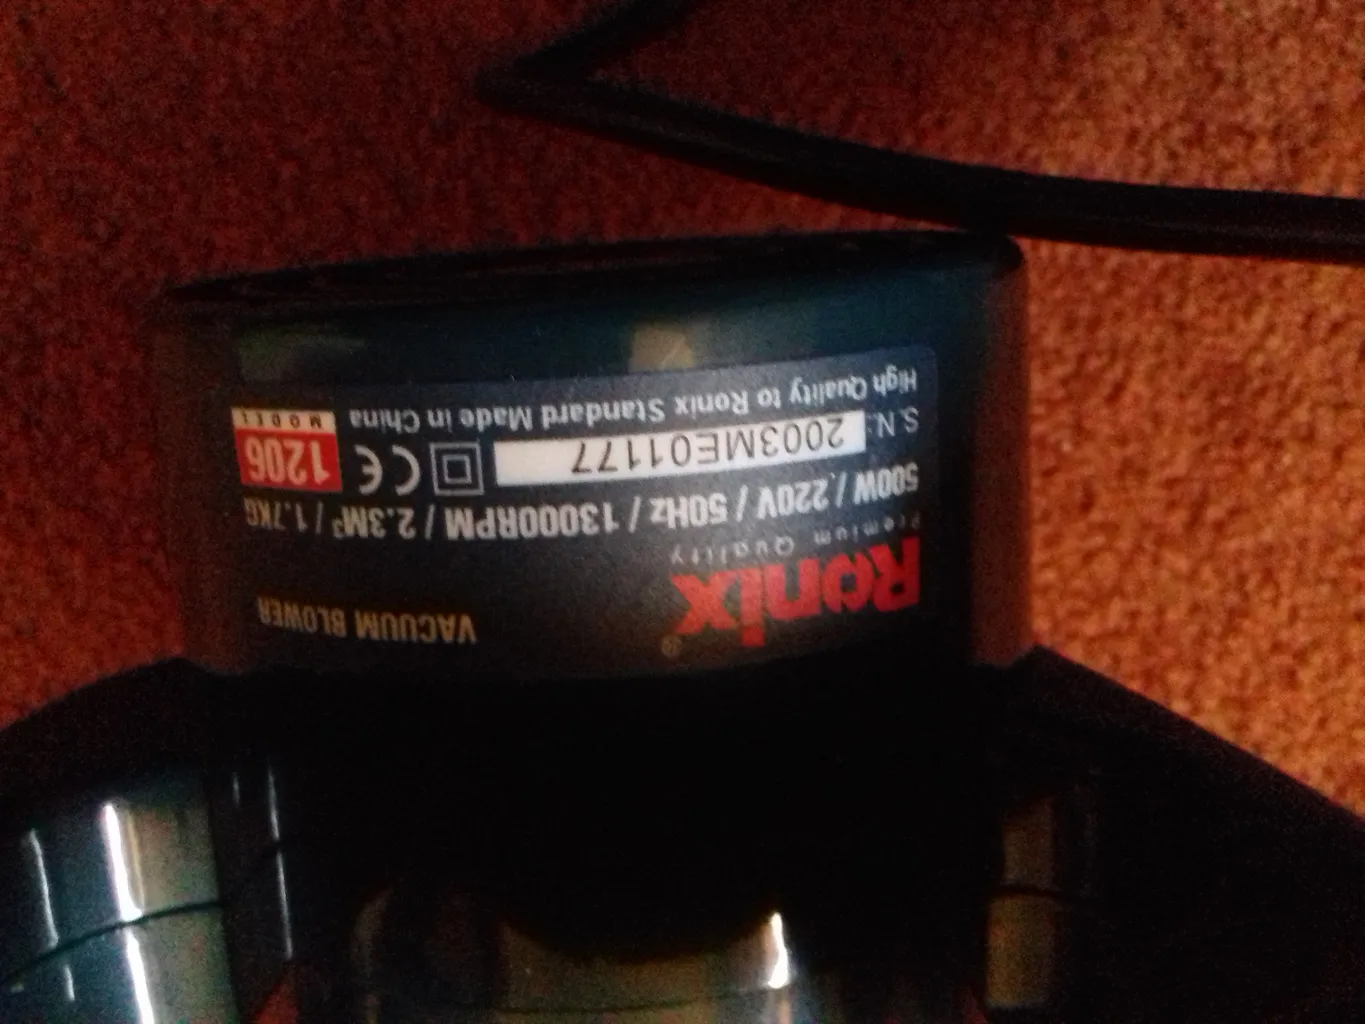 Ronix®
Premium Quality
VACUUM BLOWER
500W / 220V / 50Hz / 13000RPM / 2.3M³ / 1.7KG
S.N: 2003ME01177
CE
1206
MODEL
High Quality to Ronix Standard Made in China